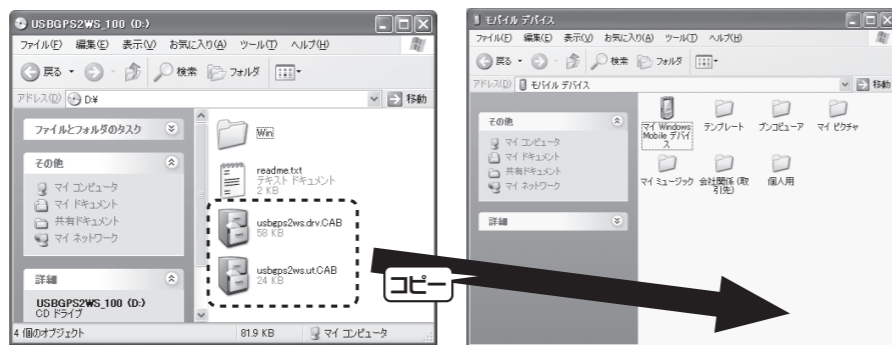 USBGPS2WS_100 (D:)
ファイル(F) 編集(E) 表示(V) お気に入り(A) ツール(T) ヘルプ(H)
戻る 検索 フォルダ
アドレス(D) D:¥ 移動
ファイルとフォルダのタスク
その他
マイ コンピュータ
マイ ドキュメント
共有ドキュメント
マイ ネットワーク
詳細
USBGPS2WS_100 (D:)
CD ドライブ
Win
readme.txt
テキスト ドキュメント
2 KB
usbgps2ws.drv.CAB
58 KB
usbgps2ws.ut.CAB
24 KB
4 個のオブジェクト 81.9 KB マイ コンピュータ
コピー
モバイル デバイス
ファイル(F) 編集(E) 表示(V) お気に入り(A) ツール(T) ヘルプ(H)
戻る 検索 フォルダ
アドレス(D) モバイル デバイス 移動
その他
マイ コンピュータ
マイ ドキュメント
共有ドキュメント
マイ ネットワーク
詳細
マイ Windows
Mobile デバイ
ス
テンプレート
マイ ピクチャ
マイ ミュージック
会社関係 (取
引先)
個人用